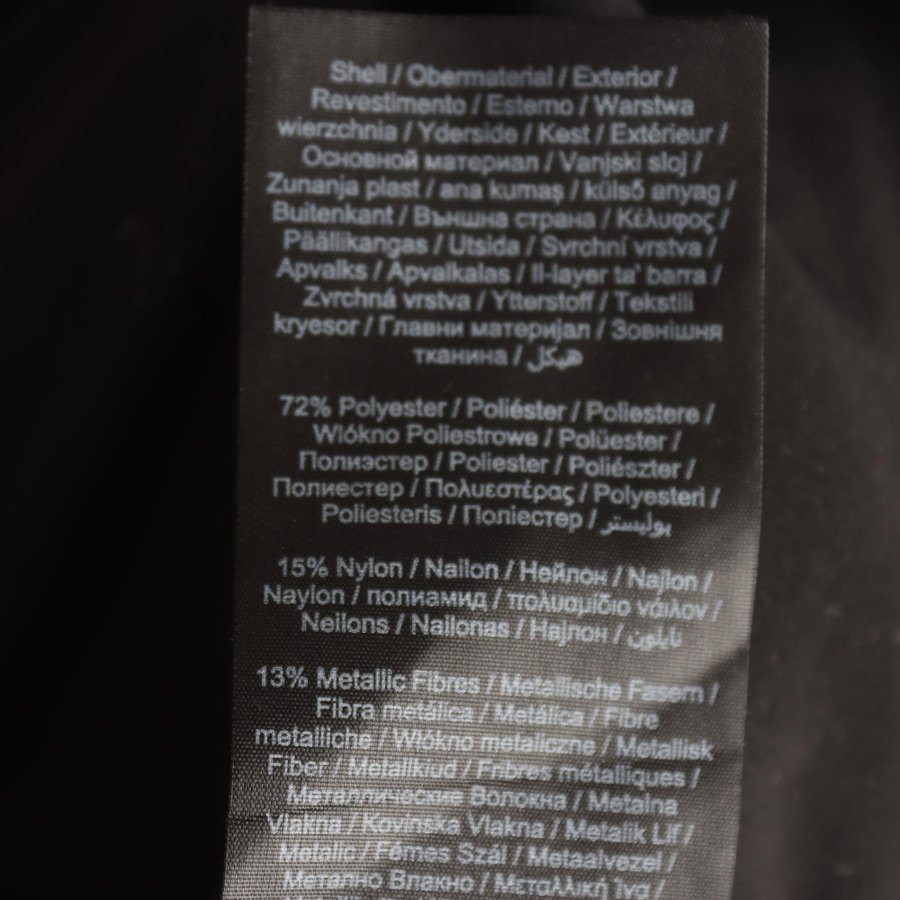 Shell / Obermaterial / Exterior /
Revestimento / Esterno / Warstwa
wierzchnia / Yderside / Kest / Extérieur /
Основной материал / Vanjski sloj /
Zunanja plast / ana kumaş / külső anyag /
Buitenkant / Външна страна / Κέλυφος /
Päällikangas / Utsida / Svrchní vrstva /
Apvalks / Apvalkalas / Il-layer ta' barra /
Zvrchná vrstva / Ytterstoff / Tekstili
kryesor / Главни материјал / Зовнішня
тканина / هيكل
72% Polyester / Poliéster / Poliestere /
Wlókno Poliestrowe / Polüester /
Полиэстер / Poliester / Poliészter /
Полиестер / Πολυεστέρας / Polyesteri /
Poliesteris / Поліестер / بوليستر
15% Nylon / Nailon / Нейлон / Najlon /
Naylon / полиамид / πολυαμίδιο νάιλον /
Neilons / Nailonas / Најлон / نايلون
13% Metallic Fibres / Metallische Fasern /
Fibra metálica / Metálica / Fibre
metalliche / Wlókno metaliczne / Metallisk
Fiber / Metallkiud / Fribres métalliques /
Металлические Волокна / Metalna
Vlakna / Kovinska Vlakna / Metalik Lif /
Metalic / Fémes Szál / Metaalvezel /
Метално Влакно / Μεταλλική ίνα /